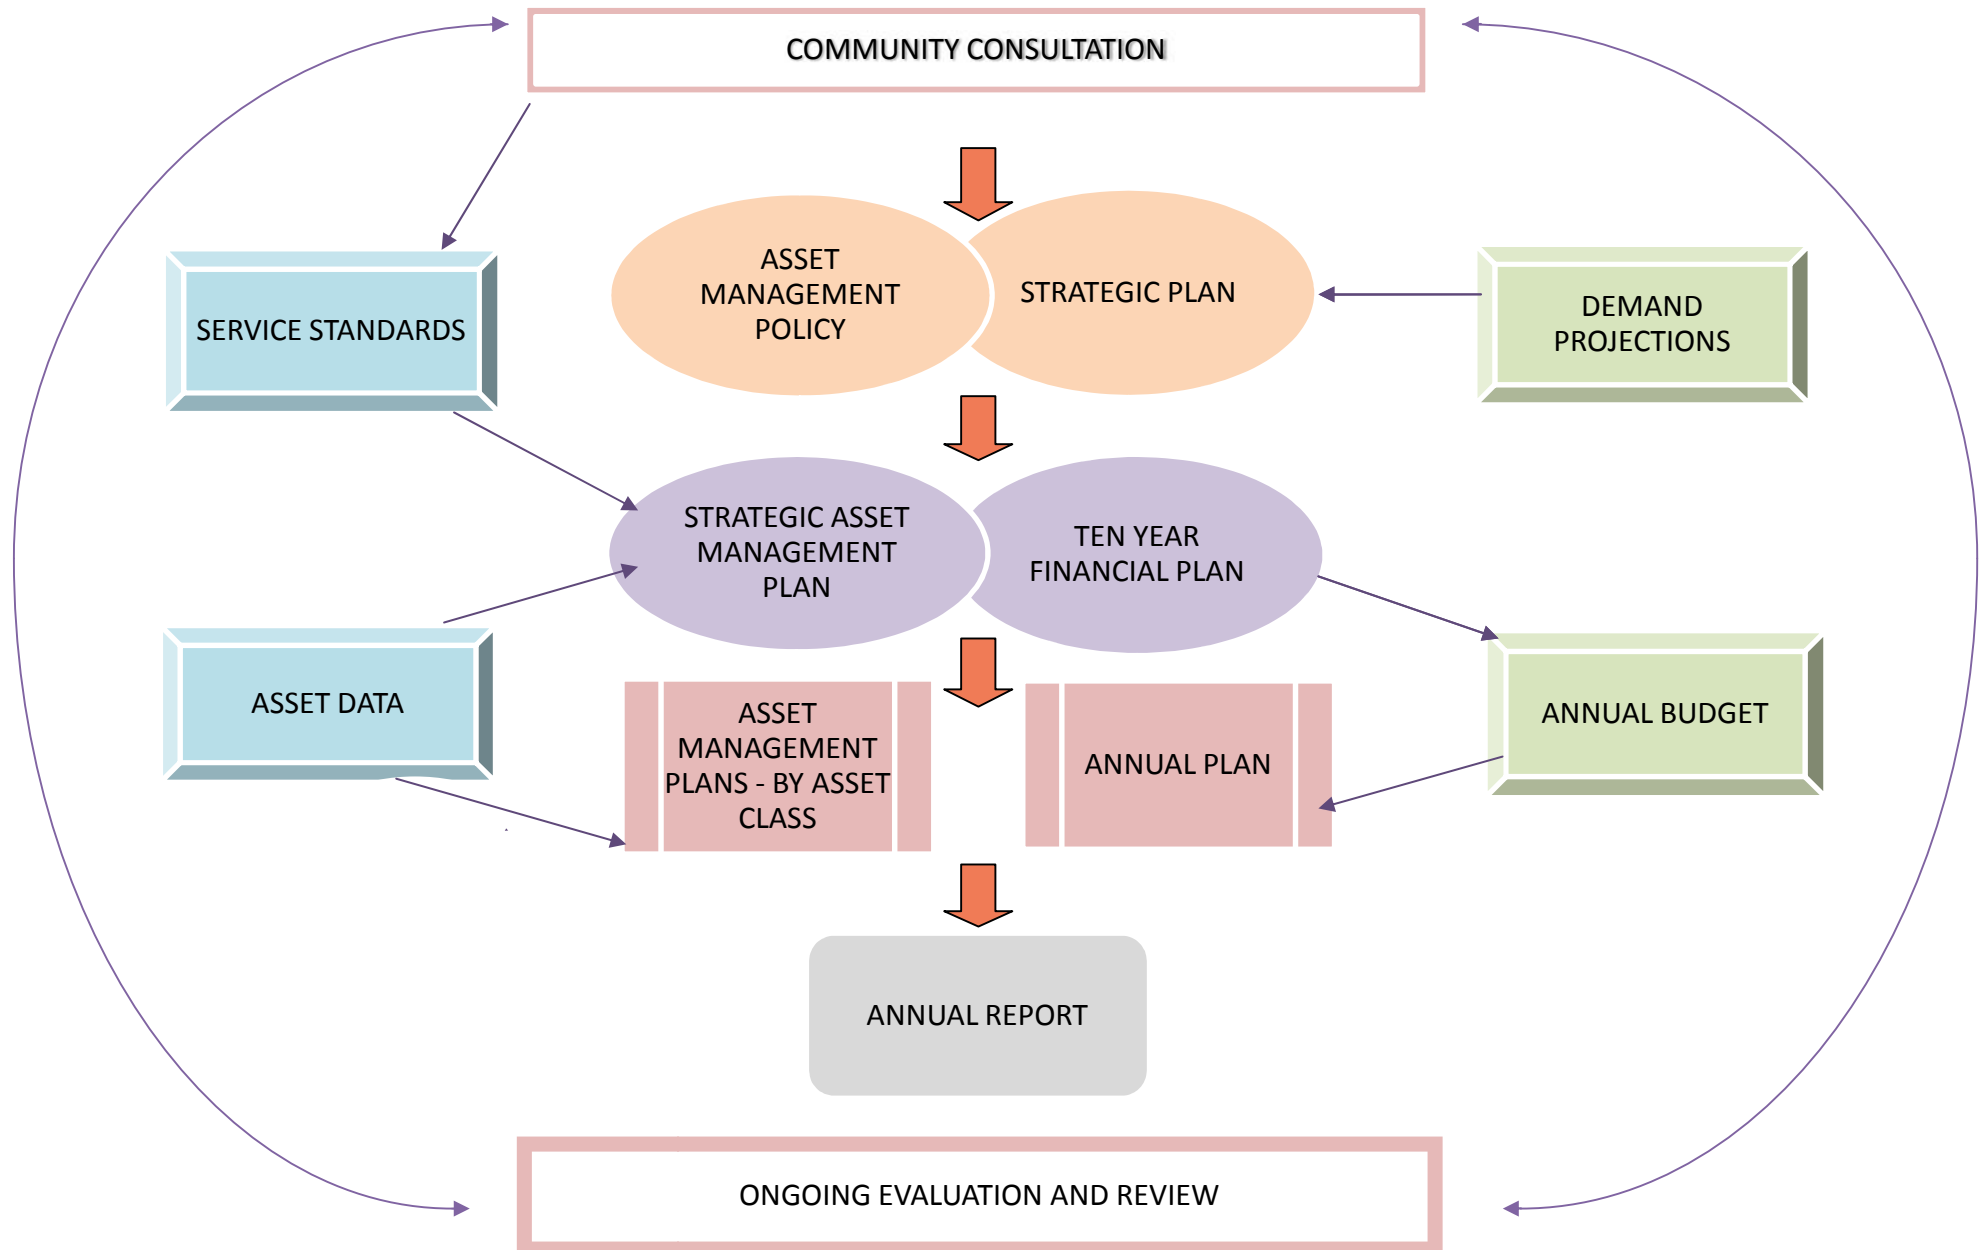 COMMUNITY CONSULTATION
ASSET
MANAGEMENT
POLICY
STRATEGIC PLAN
SERVICE STANDARDS
DEMAND
PROJECTIONS
STRATEGIC ASSET
MANAGEMENT
PLAN
TEN YEAR
FINANCIAL PLAN
ASSET DATA
ASSET
MANAGEMENT
PLANS - BY ASSET
CLASS
ANNUAL PLAN
ANNUAL BUDGET
ANNUAL REPORT
ONGOING EVALUATION AND REVIEW